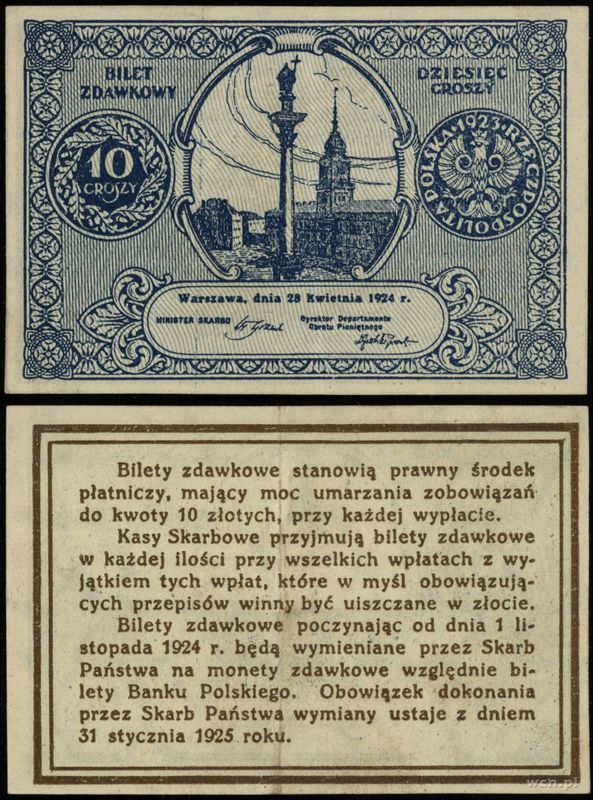 BILET
ZDAWKOWY
DZIESIĘĆ
GROSZY
10
GROSZY
POLSKA•1923•RZECZPOSPOLITA
Warszawa, dnia 28 Kwietnia 1924 r.
MINISTER SKARBU
Dyrektor Departamentu
Obrotu Pieniężnego
Bilety zdawkowe stanowią prawny środek
płatniczy, mający moc umarzania zobowiązań
do kwoty 10 złotych, przy każdej wypłacie.
Kasy Skarbowe przyjmują bilety zdawkowe
w każdej ilości przy wszelkich wpłatach z wy-
jątkiem tych wpłat, które w myśl obowiązują-
cych przepisów winny być uiszczane w złocie.
Bilety zdawkowe począwszy od dnia 1 li-
stopada 1924 r. będą wymieniane przez Skarb
Państwa na monety zdawkowe względnie bi-
lety Banku Polskiego. Obowiązek dokonania
przez Skarb Państwa wymiany ustaje z dniem
31 stycznia 1925 roku.
wcn.pl